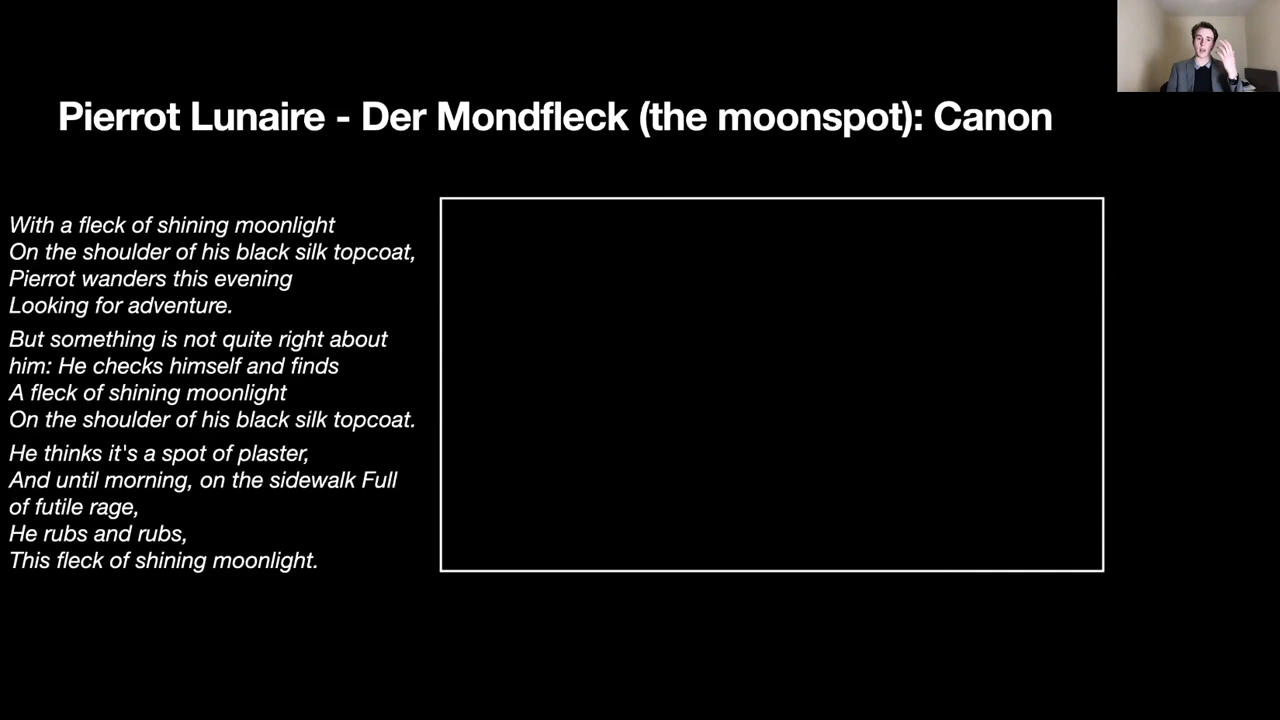 Pierrot Lunaire - Der Mondfleck (the moonspot): Canon
With a fleck of shining moonlight
On the shoulder of his black silk topcoat,
Pierrot wanders this evening
Looking for adventure.
But something is not quite right about
him: He checks himself and finds
A fleck of shining moonlight
On the shoulder of his black silk topcoat.
He thinks it's a spot of plaster,
And until morning, on the sidewalk Full
of futile rage,
He rubs and rubs,
This fleck of shining moonlight.